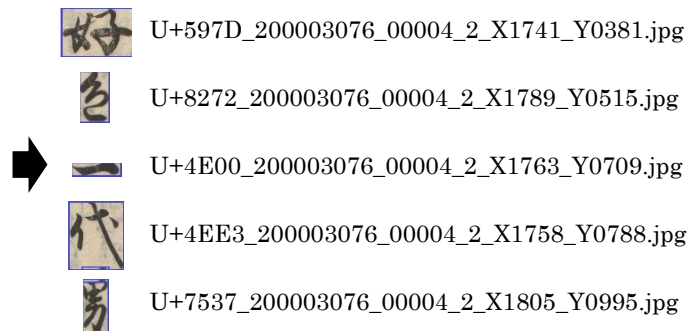 好 U+597D_200003076_00004_2_X1741_Y0381.jpg
色 U+8272_200003076_00004_2_X1789_Y0515.jpg
一 U+4E00_200003076_00004_2_X1763_Y0709.jpg
代 U+4EE3_200003076_00004_2_X1758_Y0788.jpg
男 U+7537_200003076_00004_2_X1805_Y0995.jpg